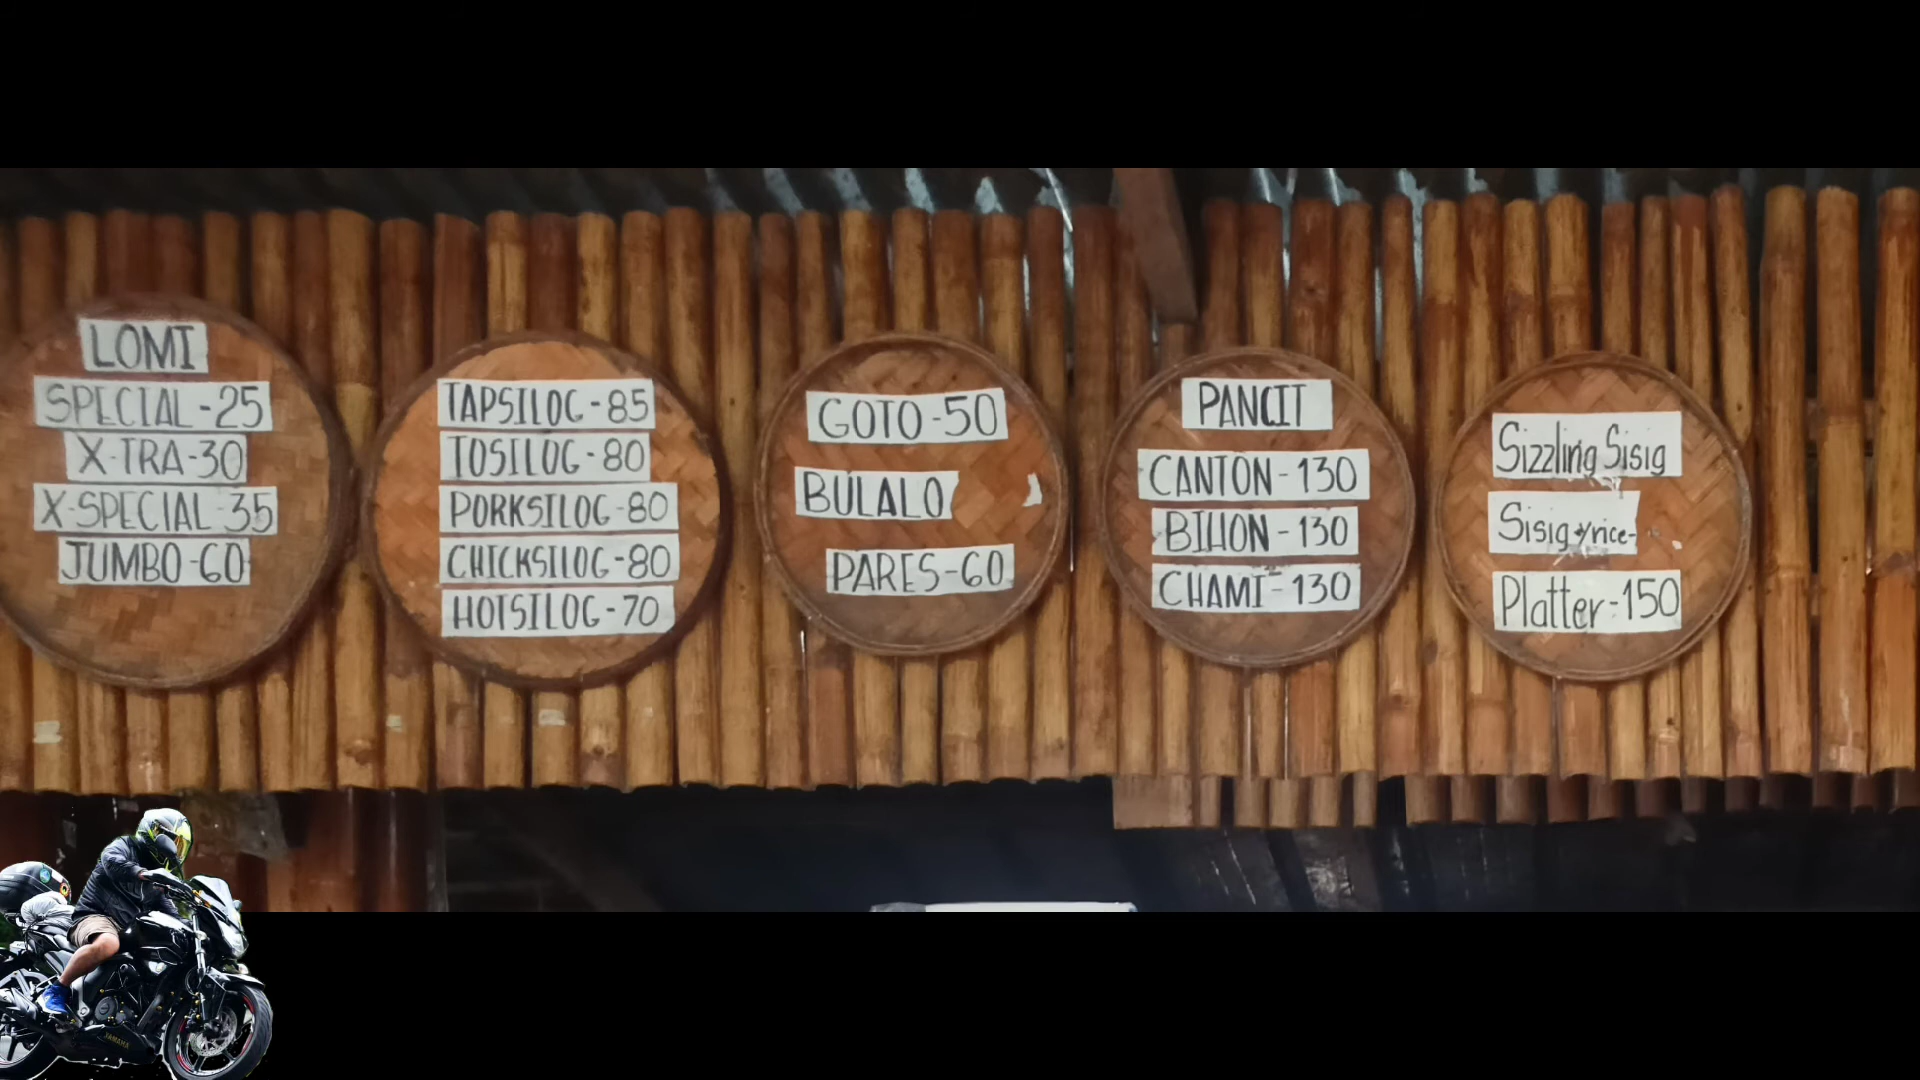 LOMI
SPECIAL-25
X-TRA-30
X-SPECIAL-35
JUMBO-60
TAPSILOG-85
TOSILOG-80
PORKSILOG-80
CHICKSILOG-80
HOTSILOG-70
GOTO-50
BULALO
PARES-60
PANCIT
CANTON-130
BIHON-130
CHAMI-130
Sizzling Sisig
Sisig w/rice-
Platter-150
YAMAHA